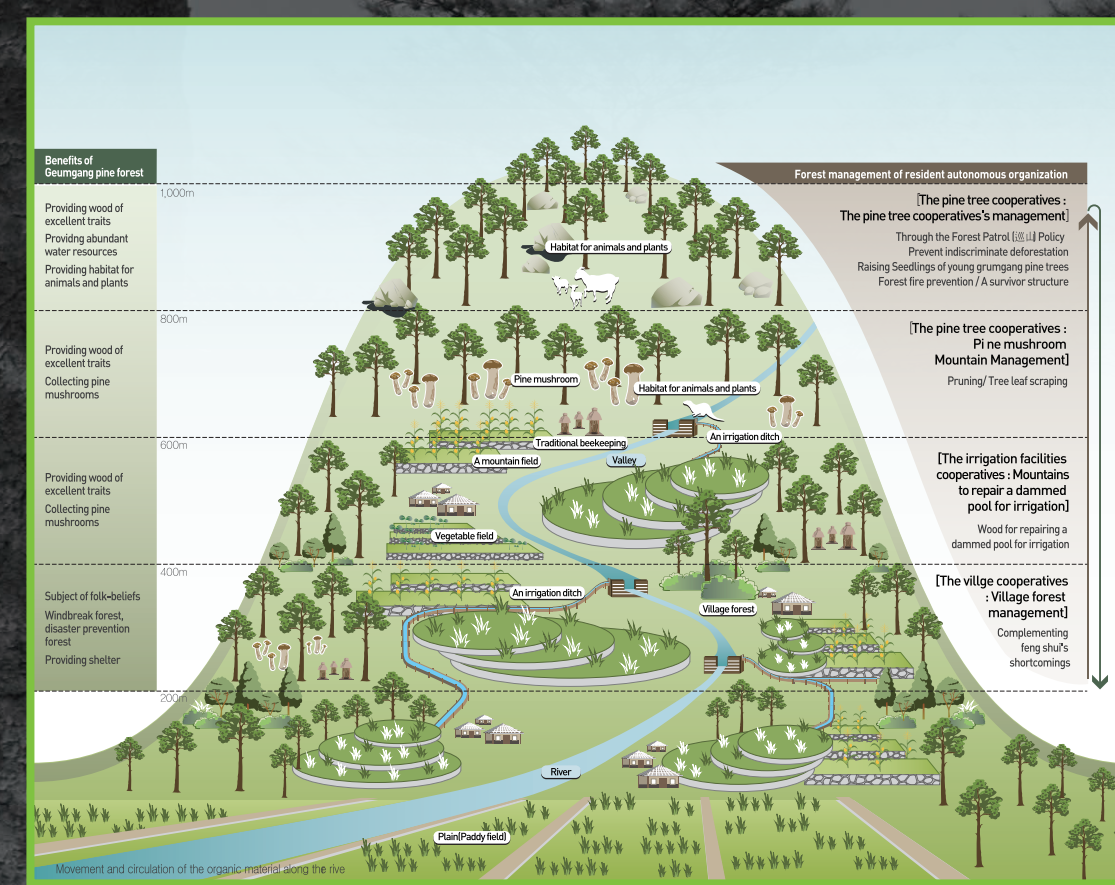 Benefits of
Geumgang pine forest
1,000m
Providing wood of
excellent traits
Providng abundant
water resources
Providing habitat for
animals and plants
800m
Providing wood of
excellent traits
Collecting pine
mushrooms
600m
Providing wood of
excellent traits
Collecting pine
mushrooms
400m
Subject of folk-beliefs
Windbreak forest,
disaster prevention
forest
Providing shelter
200m
Habitat for animals and plants
Pine mushroom
Habitat for animals and plants
Traditional beekeeping
An irrigation ditch
A mountain field
Valley
Vegetable field
An irrigation ditch
Village forest
River
Plain(Paddy field)
Movement and circulation of the organic material along the rive
Forest management of resident autonomous organization
[The pine tree cooperatives :
The pine tree cooperatives's management]
Through the Forest Patrol (巡山) Policy
Prevent indiscriminate deforestation
Raising Seedlings of young grumgang pine trees
Forest fire prevention / A survivor structure
[The pine tree cooperatives :
Pi ne mushroom
Mountain Management]
Pruning/ Tree leaf scraping
[The irrigation facilities
cooperatives : Mountains
to repair a dammed
pool for irrigation]
Wood for repairing a
dammed pool for irrigation
[The villge cooperatives
: Village forest
management]
Complementing
feng shui's
shortcomings